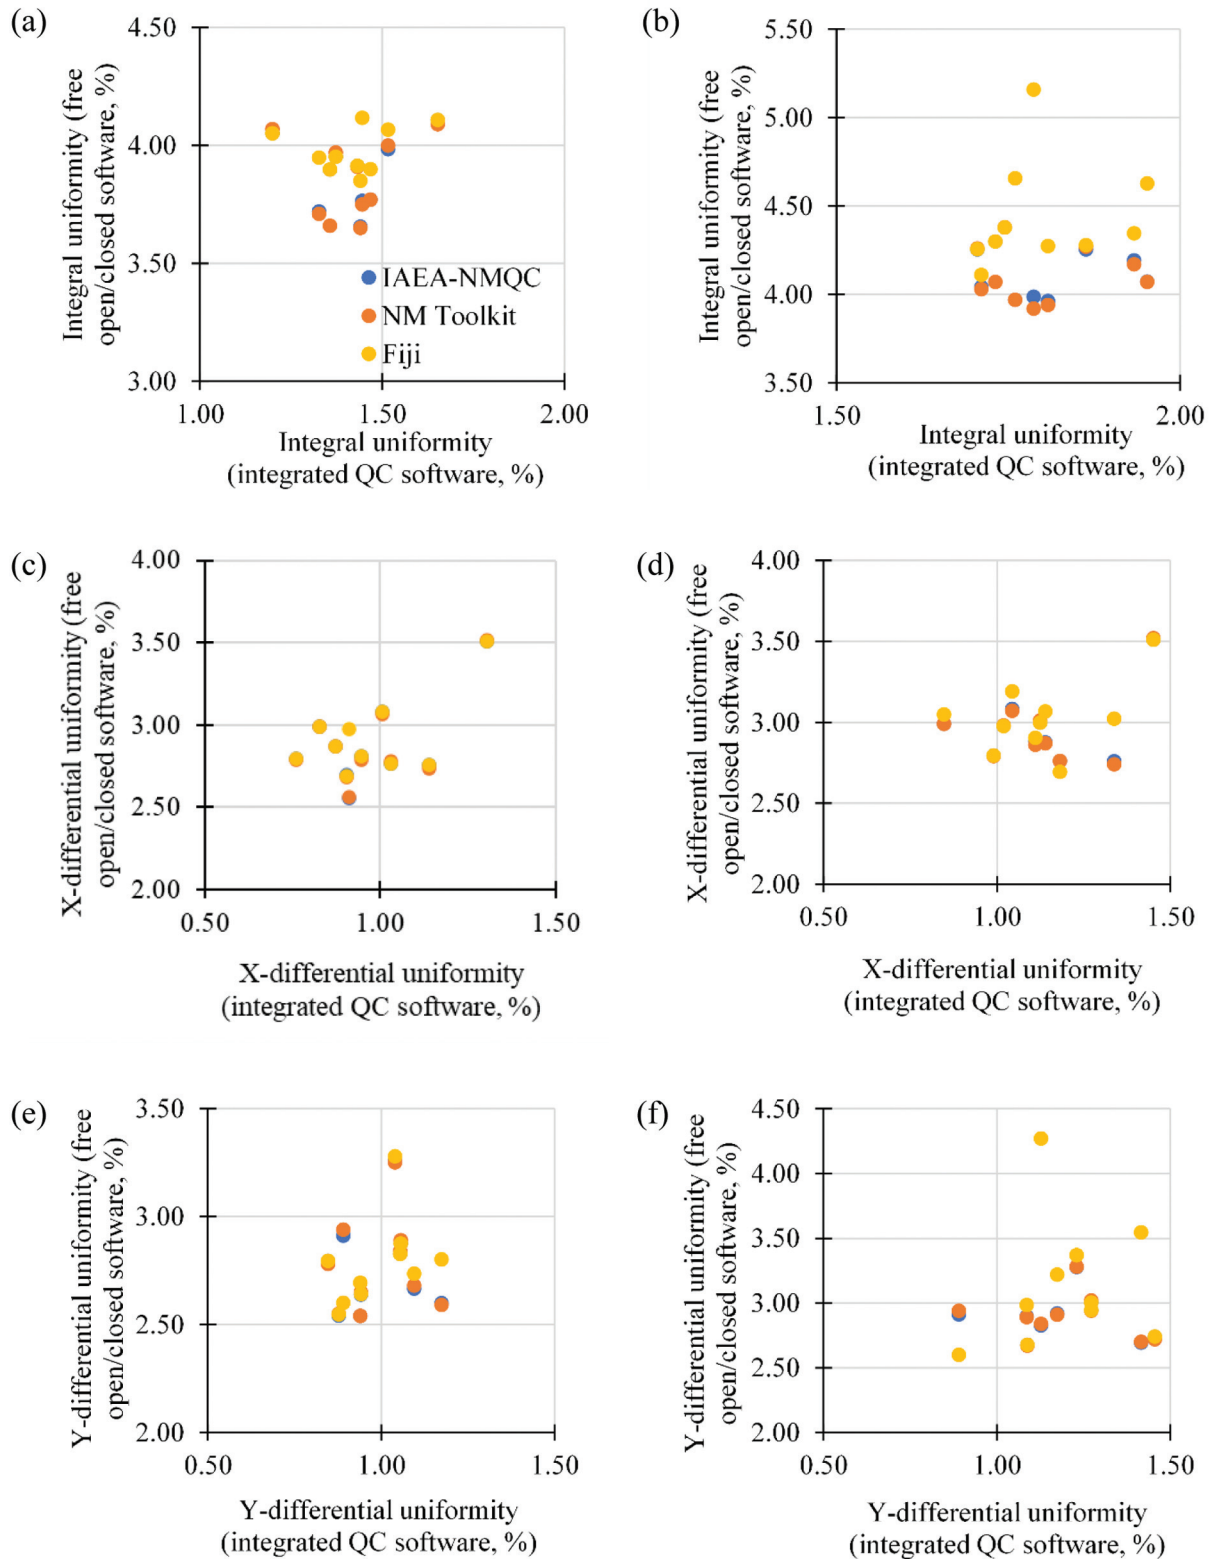 (a)
Integral uniformity (free
open/closed software, %)
4.50
4.00
3.50
3.00
1.00
1.50
2.00
IAEA-NMQC
NM Toolkit
Fiji
Integral uniformity
(integrated QC software, %)
(b)
Integral uniformity (free
open/closed software, %)
5.50
5.00
4.50
4.00
3.50
1.50
2.00
Integral uniformity
(integrated QC software, %)
(c)
X-differential uniformity (free
open/closed software, %)
4.00
3.50
3.00
2.50
2.00
0.50
1.00
1.50
X-differential uniformity
(integrated QC software, %)
(d)
X-differential uniformity (free
open/closed software, %)
4.00
3.50
3.00
2.50
2.00
0.50
1.00
1.50
X-differential uniformity
(integrated QC software, %)
(e)
Y-differential uniformity (free
open/closed software, %)
3.50
3.00
2.50
2.00
0.50
1.00
1.50
Y-differential uniformity
(integrated QC software, %)
(f)
Y-differential uniformity (free
open/closed software, %)
4.50
4.00
3.50
3.00
2.50
2.00
0.50
1.00
1.50
Y-differential uniformity
(integrated QC software, %)